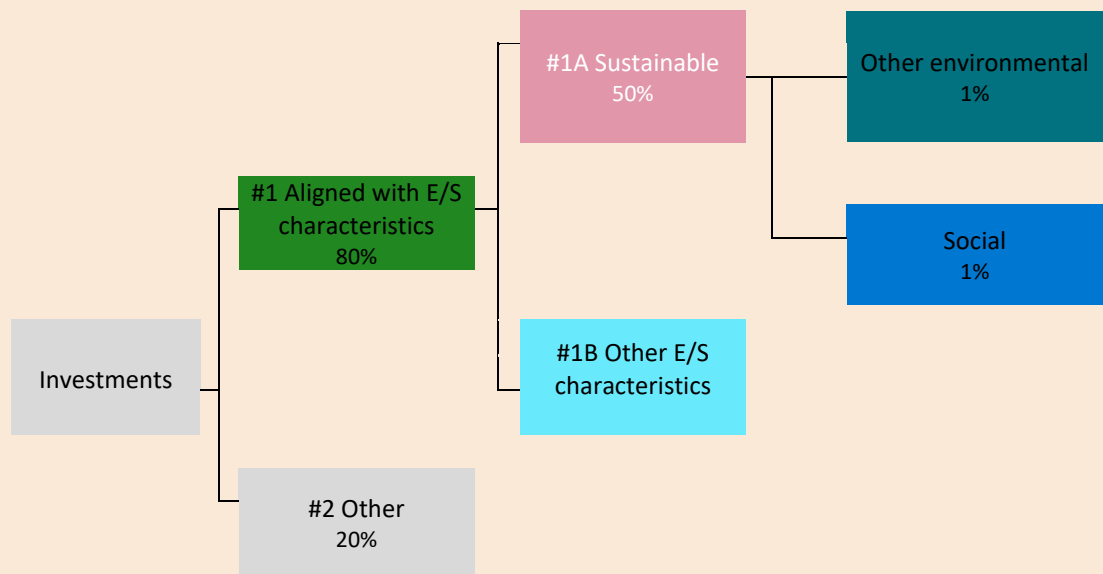 #1A Sustainable
50%
Other environmental
1%
#1 Aligned with E/S
characteristics
80%
Social
1%
Investments
#1B Other E/S
characteristics
#2 Other
20%